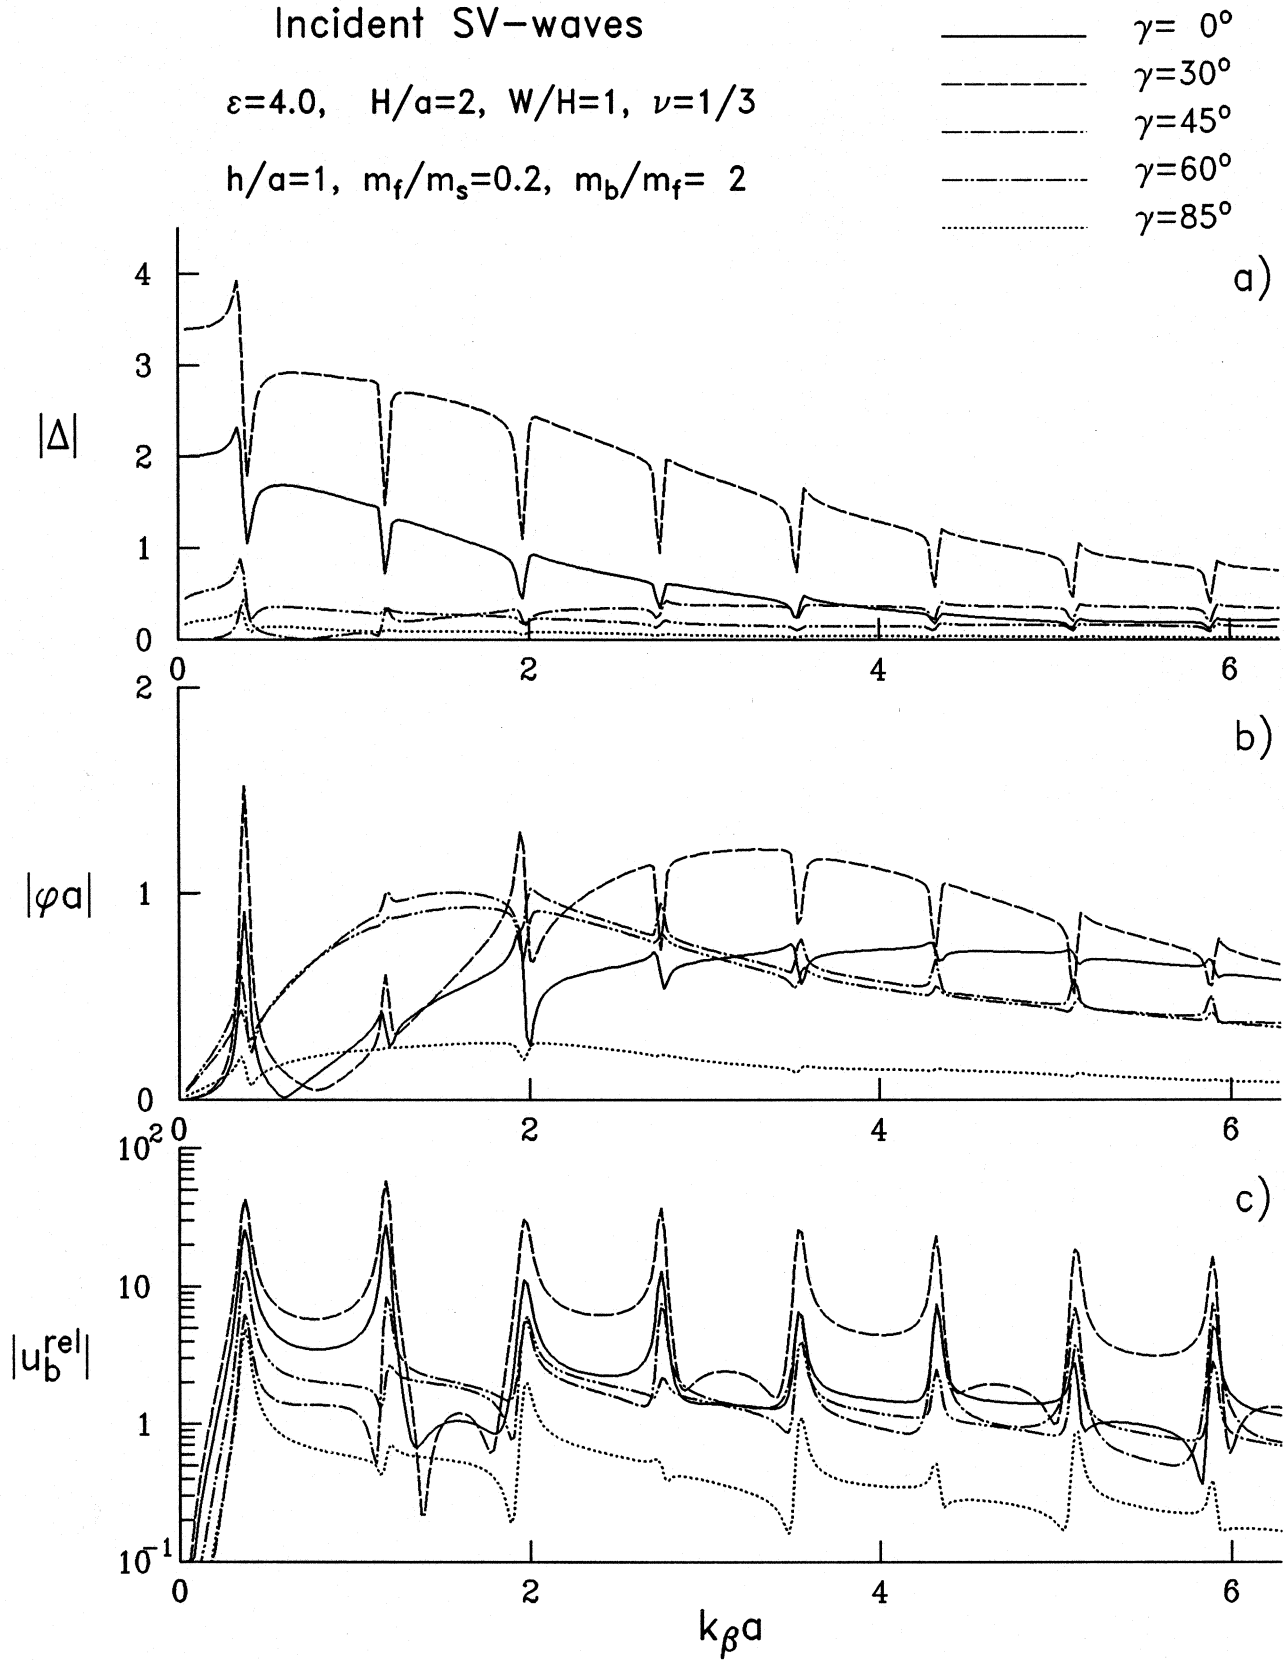 Incident SV-waves
ε=4.0, H/a=2, W/H=1, ν=1/3
h/a=1, m_f/m_s=0.2, m_b/m_f= 2
γ= 0°
γ=30°
γ=45°
γ=60°
γ=85°
a)
|Δ|
4
3
2
1
0
0 2 4 6
b)
|φa|
2
1
0
0 2 4 6
c)
|u_b^rel|
10^2
10
1
10^-1
0 2 4 6
k_βa